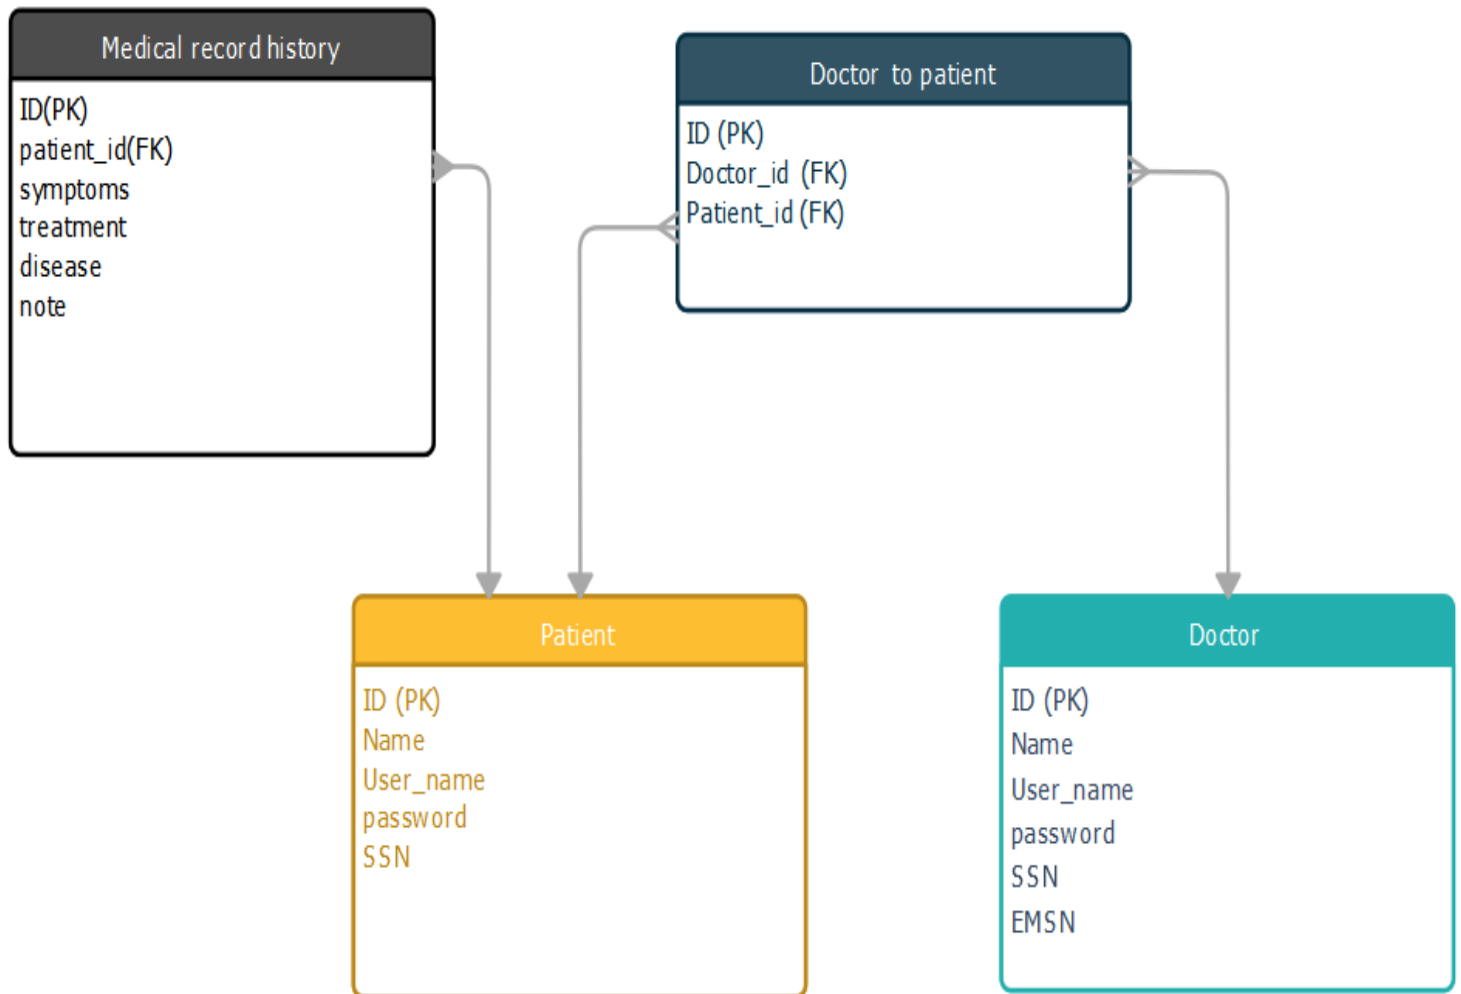 Medical record history
ID(PK)
patient_id(FK)
symptoms
treatment
disease
note
Doctor to patient
ID (PK)
Doctor_id (FK)
Patient_id (FK)
Patient
ID (PK)
Name
User_name
password
SSN
Doctor
ID (PK)
Name
User_name
password
SSN
EMSN